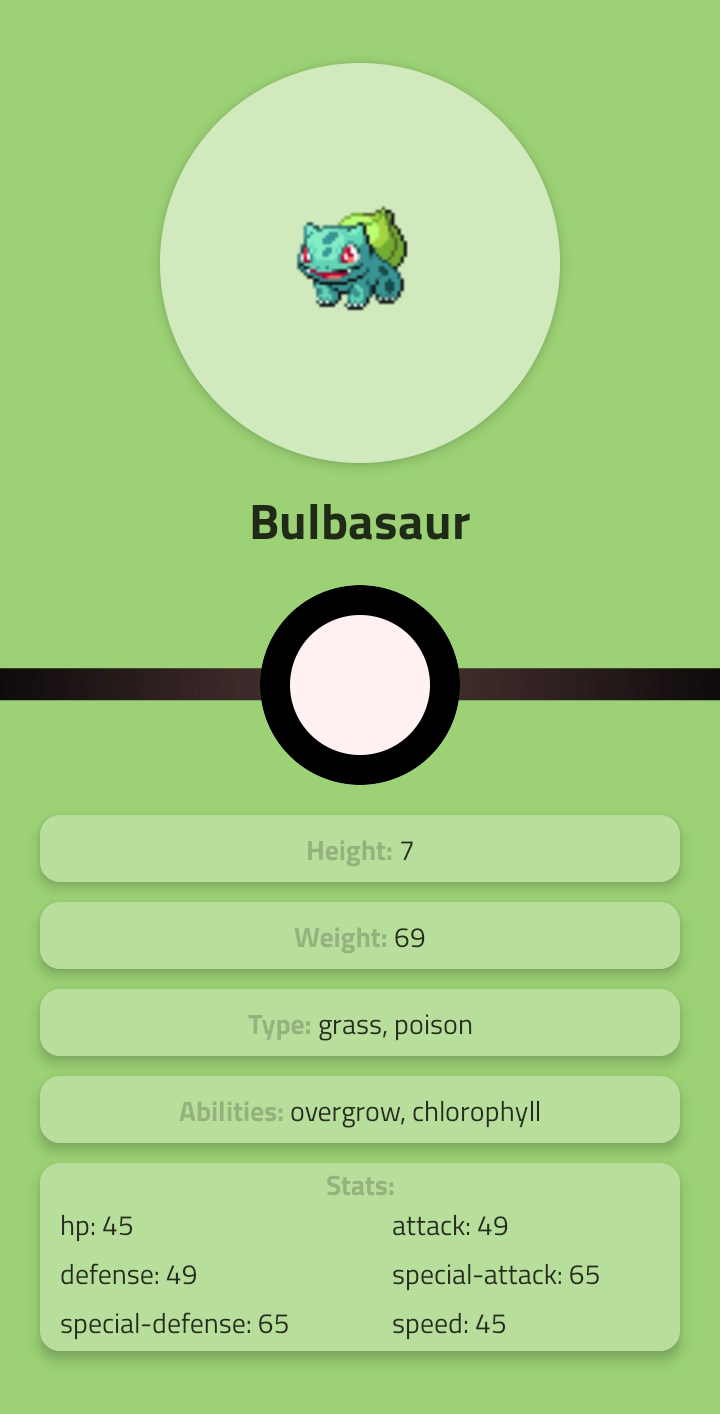 Bulbasaur
Height: 7
Weight: 69
Type: grass, poison
Abilities: overgrow, chlorophyll
Stats:
hp: 45 attack: 49
defense: 49 special-attack: 65
special-defense: 65 speed: 45